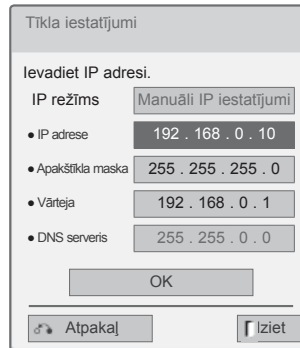 Tīkla iestatījumi
Ievadiet IP adresi.
IP režīms Manuāli IP iestatījumi
● IP adrese 192 . 168 . 0 . 10
● Apakštīkla maska 255 . 255 . 255 . 0
● Vārteja 192 . 168 . 0 . 1
● DNS serveris 255 . 255 . 0 . 0
OK
Atpakaļ Iziet